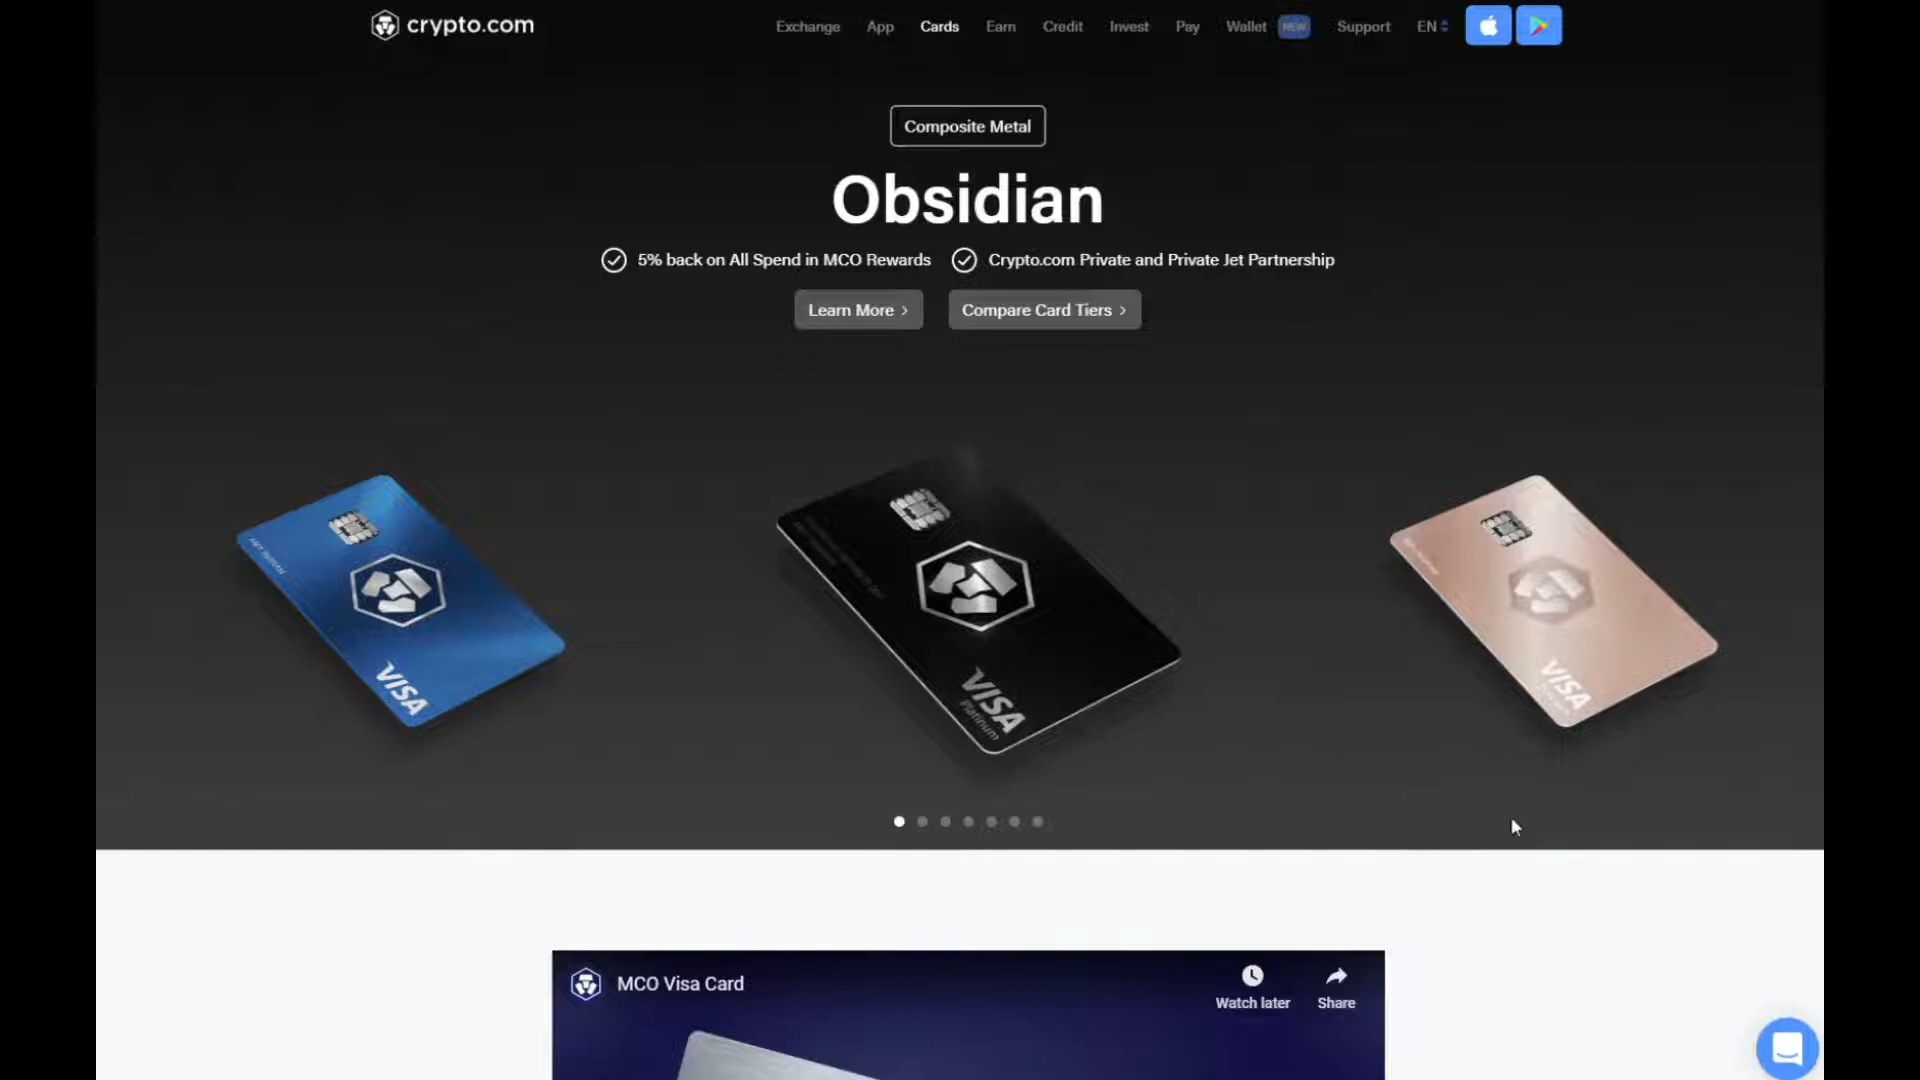 crypto.com
Exchange App Cards Earn Credit Invest Pay Wallet NEW Support EN
Composite Metal
Obsidian
5% back on All Spend in MCO Rewards Crypto.com Private and Private Jet Partnership
Learn More > Compare Card Tiers >
VISA
VISA
Platinum
VISA
MCO Visa Card
Watch later Share